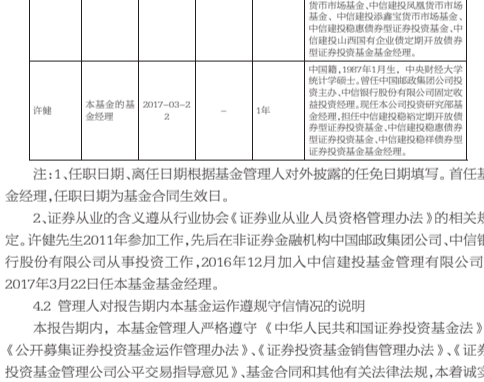 货币市场基金、中信建投凤凰货币市场
基金、中信建投添鑫宝货币市场基金、
中信建投稳惠债券型证券投资基金、中
信建投山西国有企业债定期开放债券
型证券投资基金基金经理。
许健
本基金的基
金经理
2017-03-2
2
-
1年
中国籍,1987年1月生,中央财经大学
统计学硕士。曾任中国邮政集团公司投
资主办、中信银行股份有限公司固定收
益投资经理。现任本公司投资研究部基
金经理,担任中信建投稳裕定期开放债券
型证券投资基金、中信建投稳惠债券
型证券投资基金、中信建投稳祥债券型
证券投资基金基金经理。
注:1、任职日期、离任日期根据基金管理人对外披露的任免日期填写。首任基
金经理,任职日期为基金合同生效日。
2、证券从业的含义遵从行业协会《证券业从业人员资格管理办法》的相关规
定。许健先生2011年参加工作,先后在非证券金融机构中国邮政集团公司、中信银
行股份有限公司从事投资工作,2016年12月加入中信建投基金管理有限公司
2017年3月22日任本基金基金经理。
4.2 管理人对报告期内本基金运作遵规守信情况的说明
本报告期内,本基金管理人严格遵守《中华人民共和国证券投资基金法》
《公开募集证券投资基金运作管理办法》、《证券投资基金销售管理办法》、《证券
投资基金管理公司公平交易指导意见》、基金合同和其他有关法律法规,本着诚实